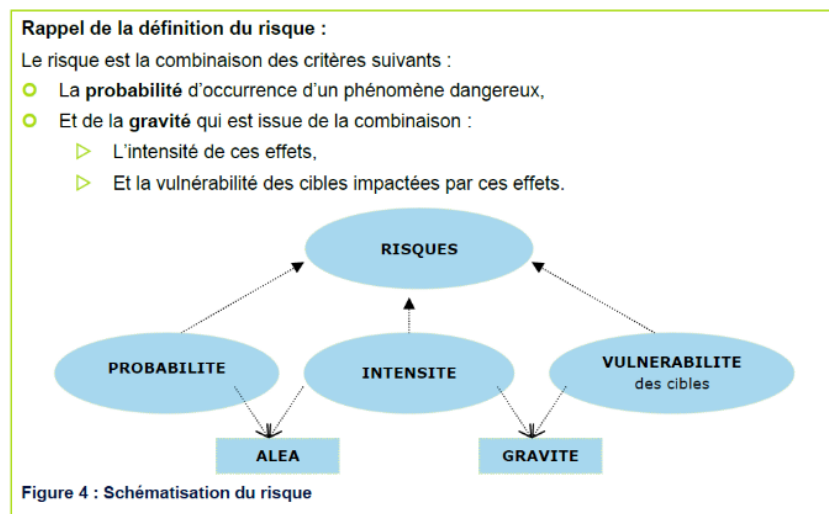 Rappel de la définition du risque :
Le risque est la combinaison des critères suivants :
La probabilité d'occurrence d'un phénomène dangereux,
Et de la gravité qui est issue de la combinaison :
L'intensité de ces effets,
Et la vulnérabilité des cibles impactées par ces effets.
RISQUES
PROBABILITE
INTENSITE
VULNERABILITE
des cibles
ALEA
GRAVITE
Figure 4 : Schématisation du risque